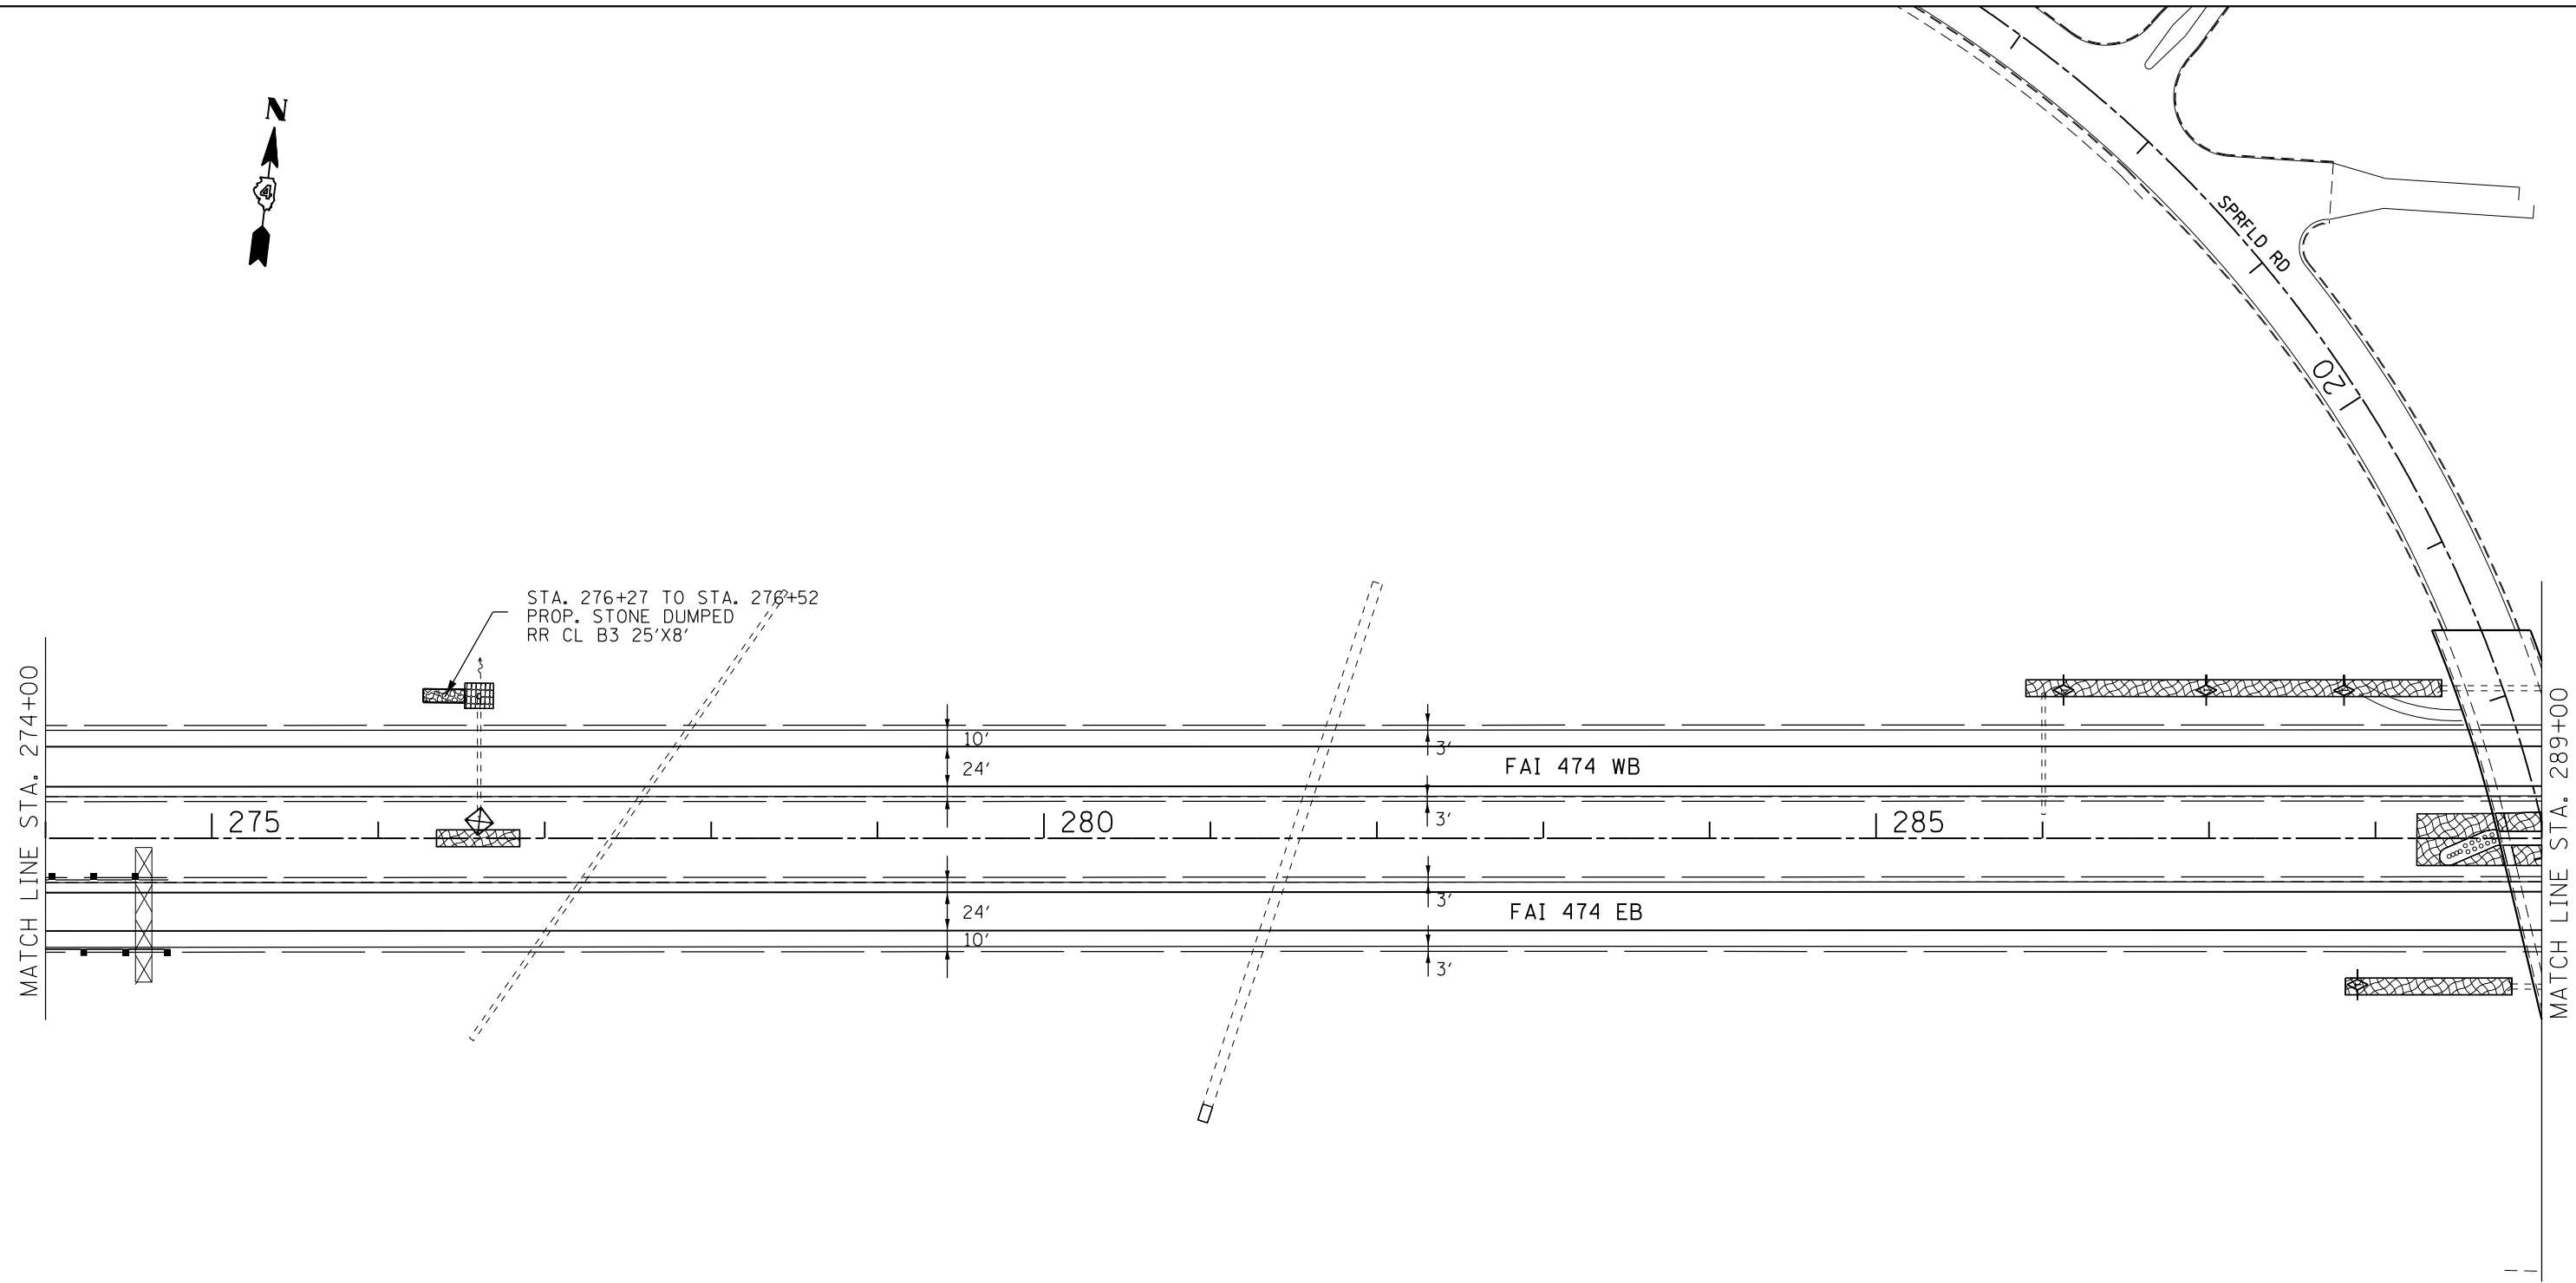 N
4
SPRFLD RD
120
STA. 276+27 TO STA. 276+52
PROP. STONE DUMPED
RR CL B3 25'X8'
MATCH LINE STA. 274+00
MATCH LINE STA. 289+00
10'
3'
24'
FAI 474 WB
3'
275
280
285
3'
24'
FAI 474 EB
10'
3'